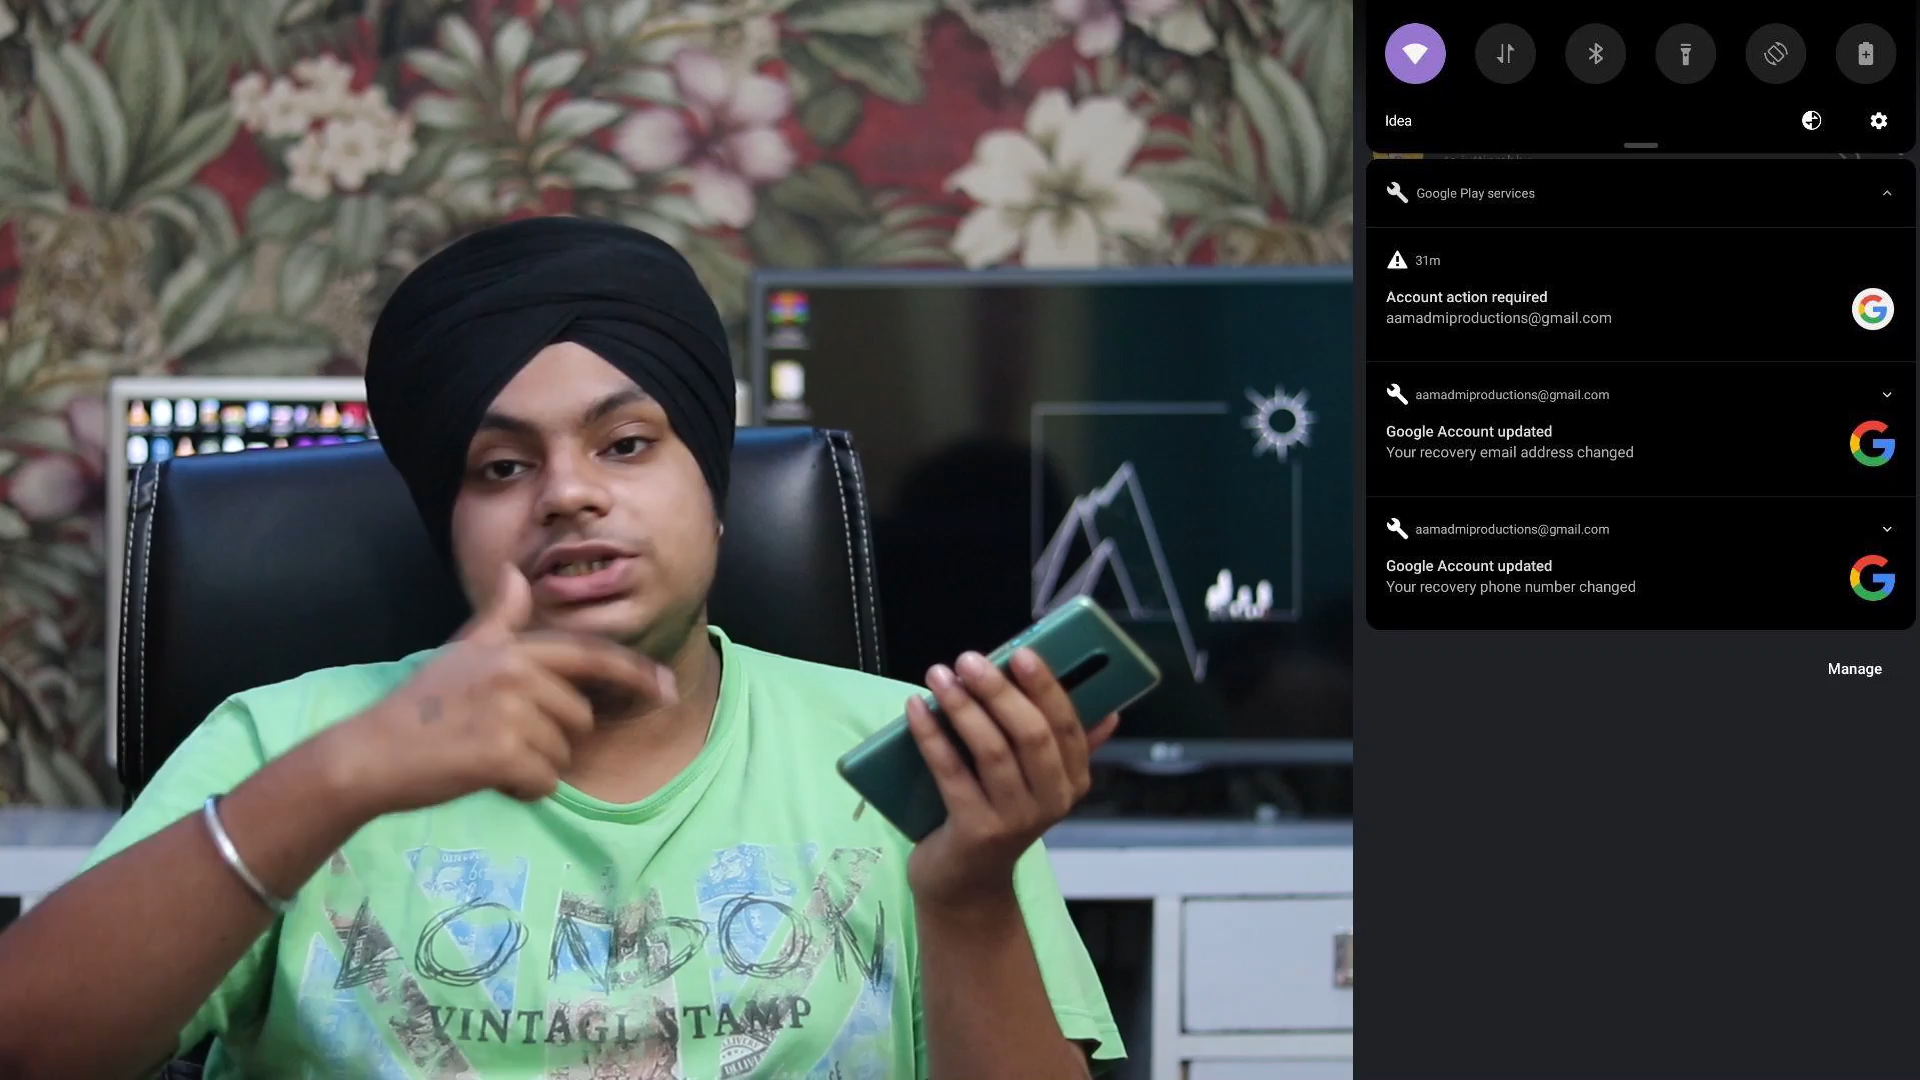 LONDON
VINTAGE STAMP
Idea
Google Play services
31m
Account action required
aamadmiproductions@gmail.com
aamadmiproductions@gmail.com
Google Account updated
Your recovery email address changed
aamadmiproductions@gmail.com
Google Account updated
Your recovery phone number changed
Manage